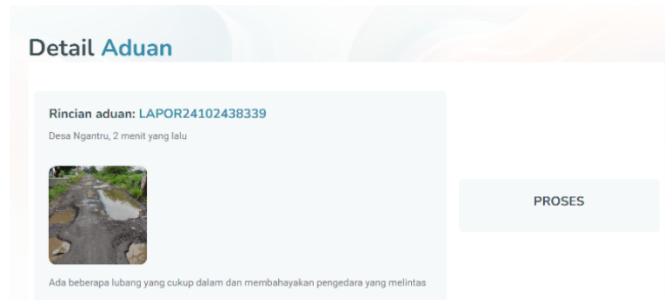 Detail Aduan
Rincian aduan: LAPOR24102438339
Desa Ngantru, 2 menit yang lalu
PROSES
Ada beberapa lubang yang cukup dalam dan membahayakan pengedara yang melintas